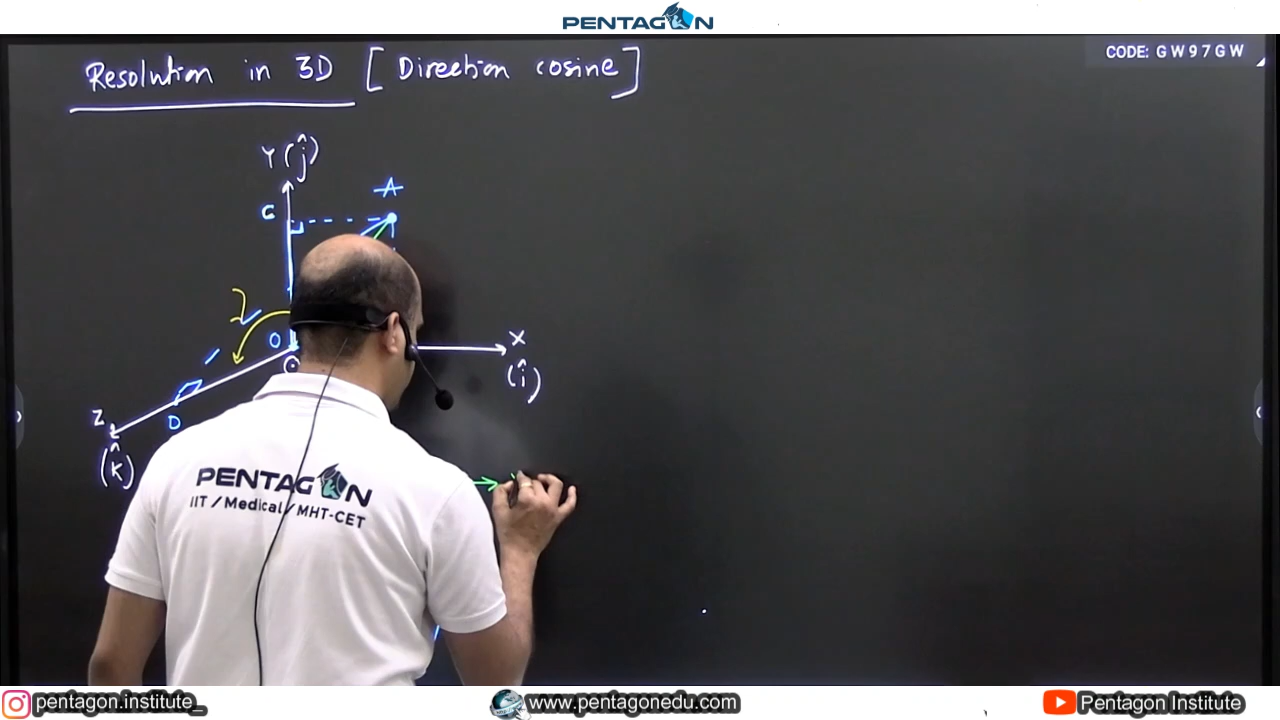 PENTAGON
CODE: GW97GW
Resolution in 3D [Direction cosine]
Y (ĵ)
A
C
O
X
(î)
Z
D
(k̂)
PENTAGON
IIT / Medical / MHT-CET
pentagon.institute_
www.pentagonedu.com
Pentagon Institute